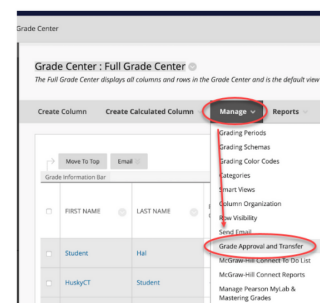 Grade Center
Grade Center : Full Grade Center
The Full Grade Center displays all columns and rows in the Grade Center and is the default view
Create Column Create Calculated Column Manage Reports
Move To Top Email
Grade Information Bar
FIRST NAME LAST NAME
Student Hal
HuskyCT Student
Grading Periods
Grading Schemas
Grading Color Codes
Categories
Smart Views
Column Organization
Row Visibility
Send Email
Grade Approval and Transfer
McGraw-Hill Connect To Do List
McGraw-Hill Connect Reports
Manage Pearson MyLab &
Mastering Grades